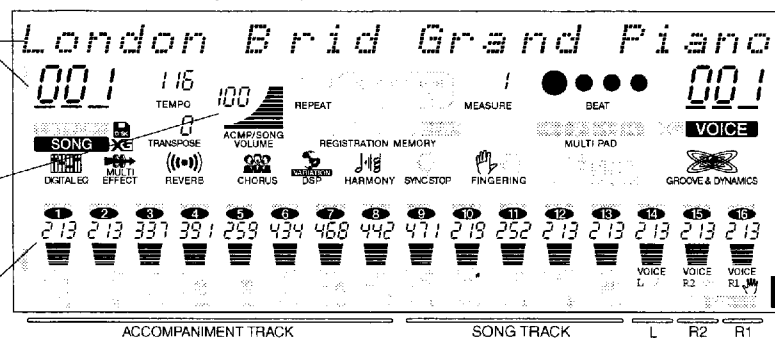 London Brid Grand Piano
001 116 100 1 001
TEMPO REPEAT MEASURE BEAT
0
SONG XG TRANSPOSE ACMP/SONG VOLUME REGISTRATION MEMORY MULTI PAD VOICE
DIGITAL EQ MULTI EFFECT REVERB CHORUS VARIATION DSP HARMONY SYNC STOP FINGERING GROOVE & DYNAMICS
1 2 3 4 5 6 7 8 9 10 11 12 13 14 15 16
213 213 337 391 259 434 468 442 471 219 252 213 213 213 213 213
VOICE L VOICE R2 VOICE R1
ACCOMPANIMENT TRACK SONG TRACK L R2 R1